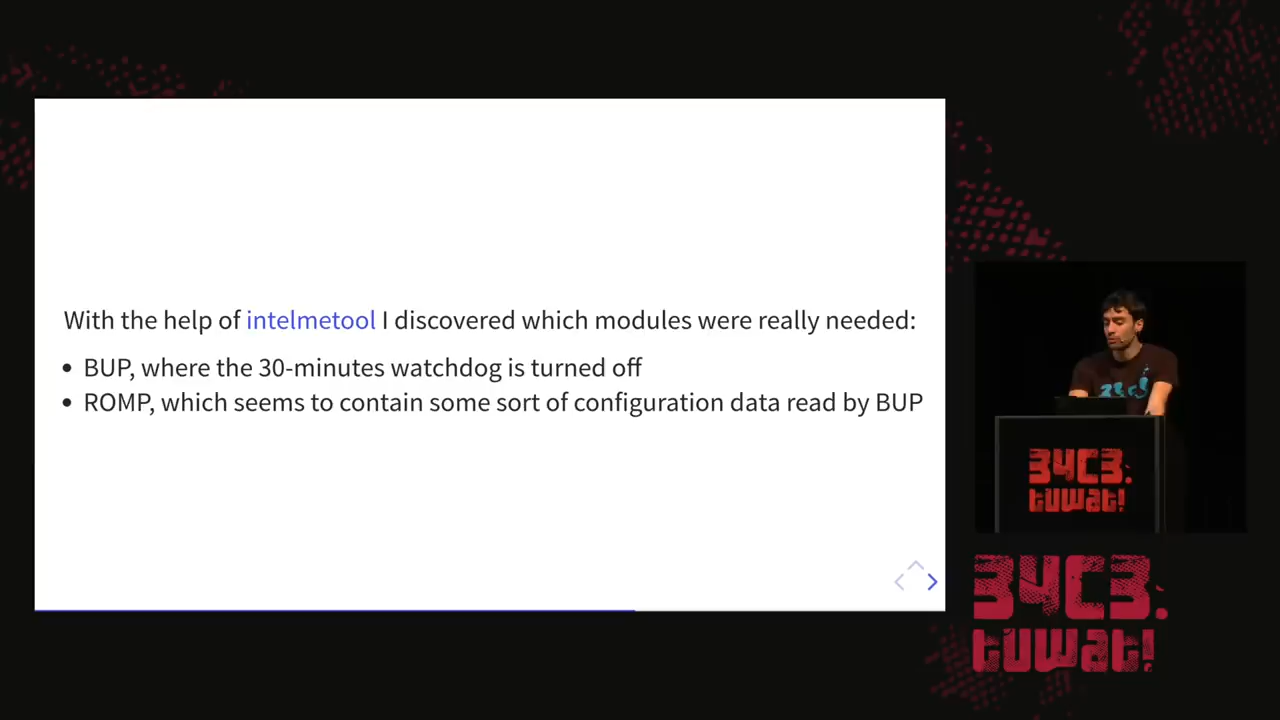 With the help of intelmetool I discovered which modules were really needed:
• BUP, where the 30-minutes watchdog is turned off
• ROMP, which seems to contain some sort of configuration data read by BUP
34C3.
tuwat!
34C3.
tuwat!